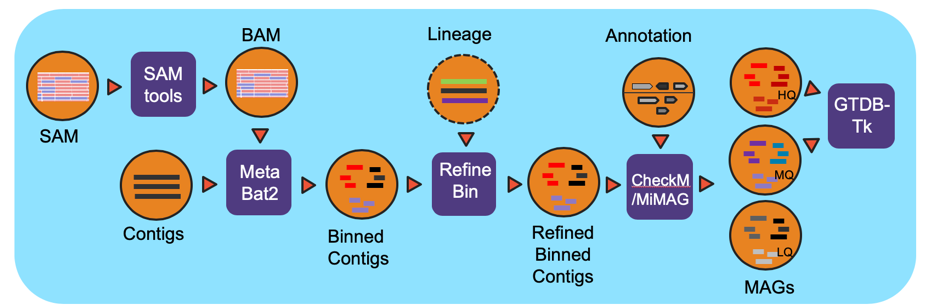 BAM
Lineage
Annotation
SAM
tools
SAM
HQ
GTDB-
Tk
Meta
Bat2
Refine
Bin
CheckM
/MiMAG
MQ
Contigs
Binned
Contigs
Refined
Binned
Contigs
LQ
MAGs